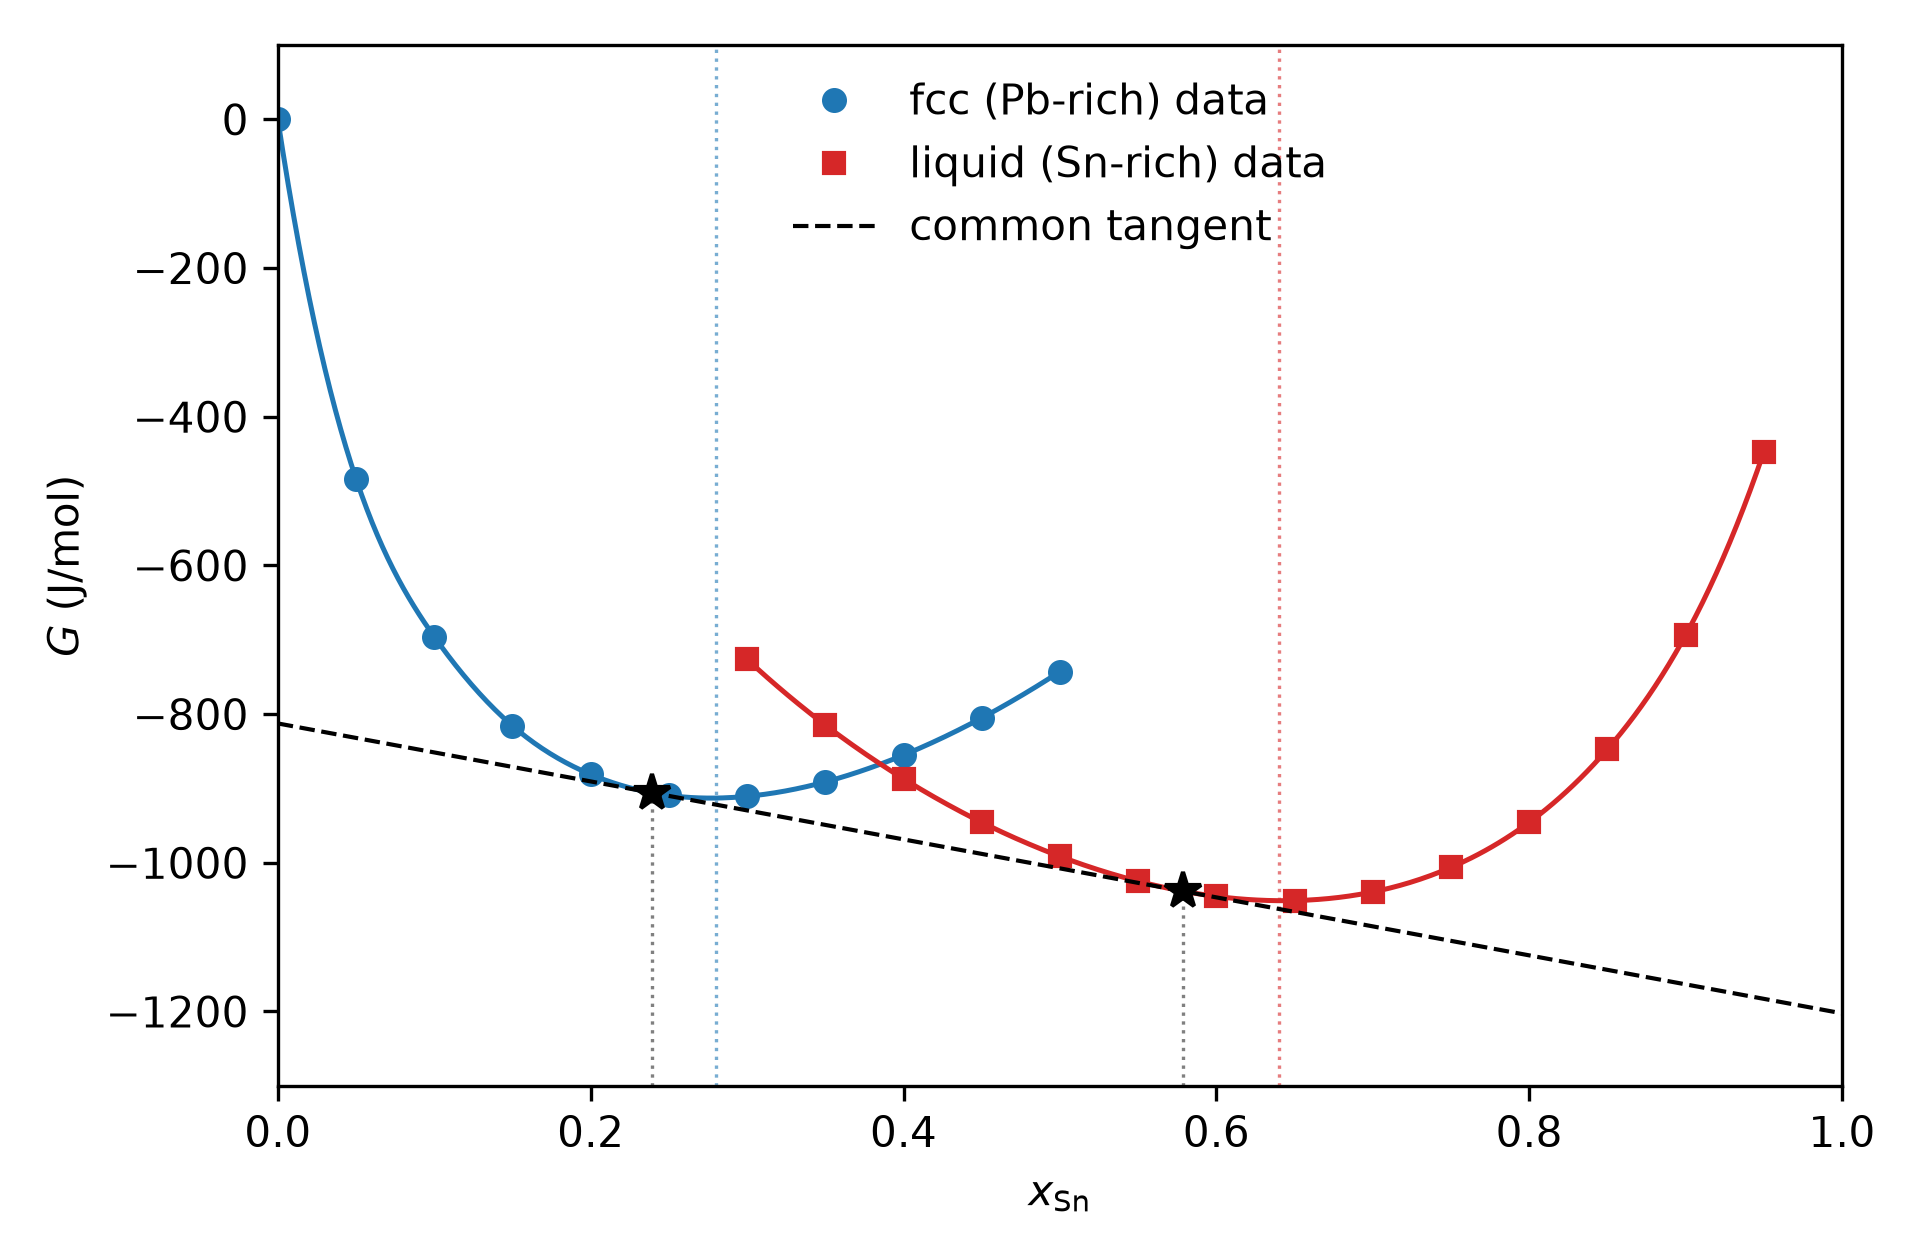 fcc (Pb-rich) data
liquid (Sn-rich) data
common tangent
0
−200
−400
−600
−800
−1000
−1200
G (J/mol)
0.0 0.2 0.4 0.6 0.8 1.0
xSn